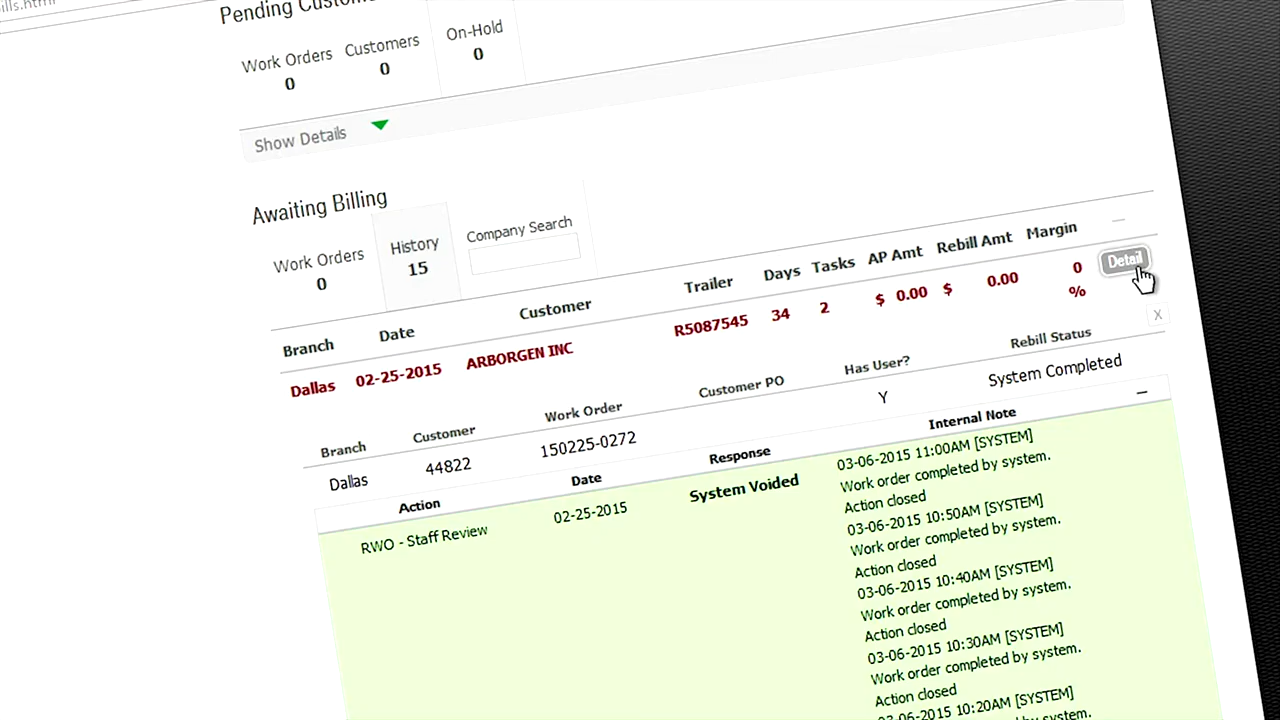 ills.html
Pending Custome
Work Orders Customers On-Hold
0 0 0
Show Details
Awaiting Billing
Work Orders History Company Search
0 15
Branch Date Customer Trailer Days Tasks AP Amt Rebill Amt Margin
Dallas 02-25-2015 ARBORGEN INC R5087545 34 2 $ 0.00 $ 0.00 0 % Detail
X
Branch Customer Work Order Customer PO Has User? Rebill Status
Dallas 44822 150225-0272 Y System Completed
Action Date Response Internal Note
RWO - Staff Review 02-25-2015 System Voided
03-06-2015 11:00AM [SYSTEM]
Work order completed by system.
Action closed
03-06-2015 10:50AM [SYSTEM]
Work order completed by system.
Action closed
03-06-2015 10:40AM [SYSTEM]
Work order completed by system.
Action closed
03-06-2015 10:30AM [SYSTEM]
Work order completed by system.
Action closed
03-06-2015 10:20AM [SYSTEM]
completed by system.